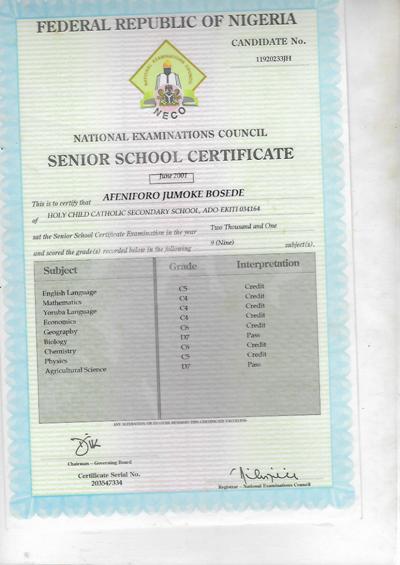 FEDERAL REPUBLIC OF NIGERIA
CANDIDATE No.
11920233JH
NATIONAL EXAMINATIONS COUNCIL
NECO
NATIONAL EXAMINATIONS COUNCIL
SENIOR SCHOOL CERTIFICATE
June 2001
This is to certify that AFENIFORO JUMOKE BOSEDE
of HOLY CHILD CATHOLIC SECONDARY SCHOOL, ADO-EKITI 034164
sat the Senior School Certificate Examination in the year Two Thousand and One
and scored the grade(s) recorded below in the following 9 (Nine) subject(s).
Subject Grade Interpretation
English Language C5 Credit
Mathematics C4 Credit
Yoruba Language C4 Credit
Economics C4 Credit
Geography C6 Credit
Biology D7 Pass
Chemistry C6 Credit
Physics C5 Credit
Agricultural Science D7 Pass
ANY ALTERATION OR ERASURE RENDERS THIS CERTIFICATE VALUELESS
Chairman – Governing Board
Certificate Serial No.
203547334
Registrar – National Examinations Council